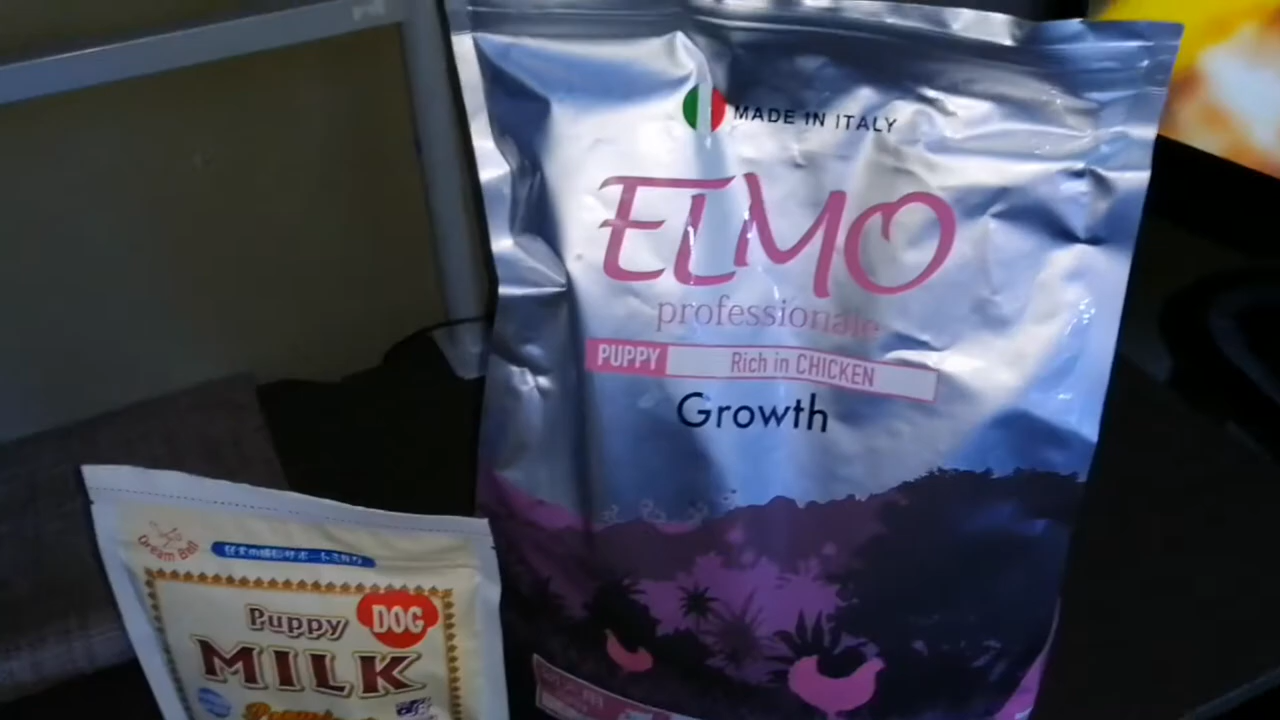 MADE IN ITALY
ELMO
professionale
PUPPY Rich in CHICKEN
Growth
Dream Bell
Puppy DOG
MILK